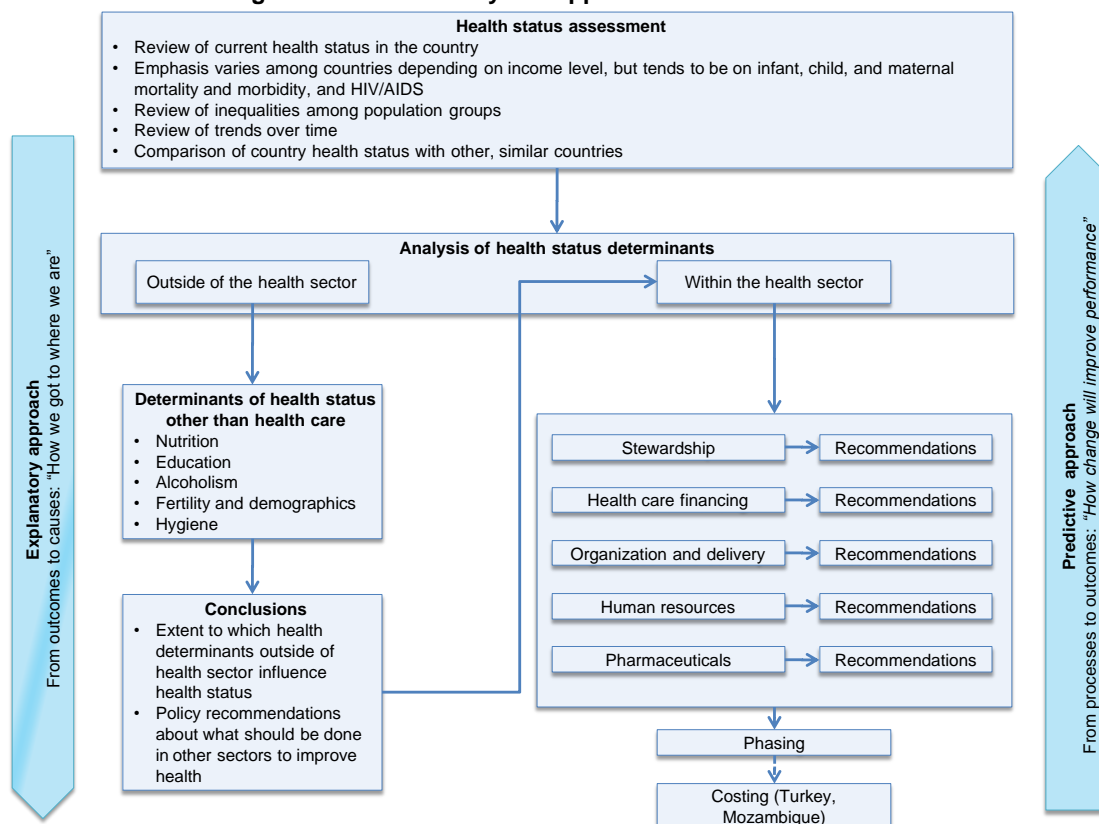 Health status assessment
• Review of current health status in the country
• Emphasis varies among countries depending on income level, but tends to be on infant, child, and maternal
mortality and morbidity, and HIV/AIDS
• Review of inequalities among population groups
• Review of trends over time
• Comparison of country health status with other, similar countries
Explanatory approach
From outcomes to causes: “How we got to where we are”
Analysis of health status determinants
Outside of the health sector
Within the health sector
Determinants of health status
other than health care
• Nutrition
• Education
• Alcoholism
• Fertility and demographics
• Hygiene
Conclusions
• Extent to which health
determinants outside of
health sector influence
health status
• Policy recommendations
about what should be done
in other sectors to improve
health
Stewardship
Recommendations
Health care financing
Recommendations
Organization and delivery
Recommendations
Human resources
Recommendations
Pharmaceuticals
Recommendations
Phasing
Costing (Turkey,
Mozambique)
Predictive approach
From processes to outcomes: “How change will improve performance”